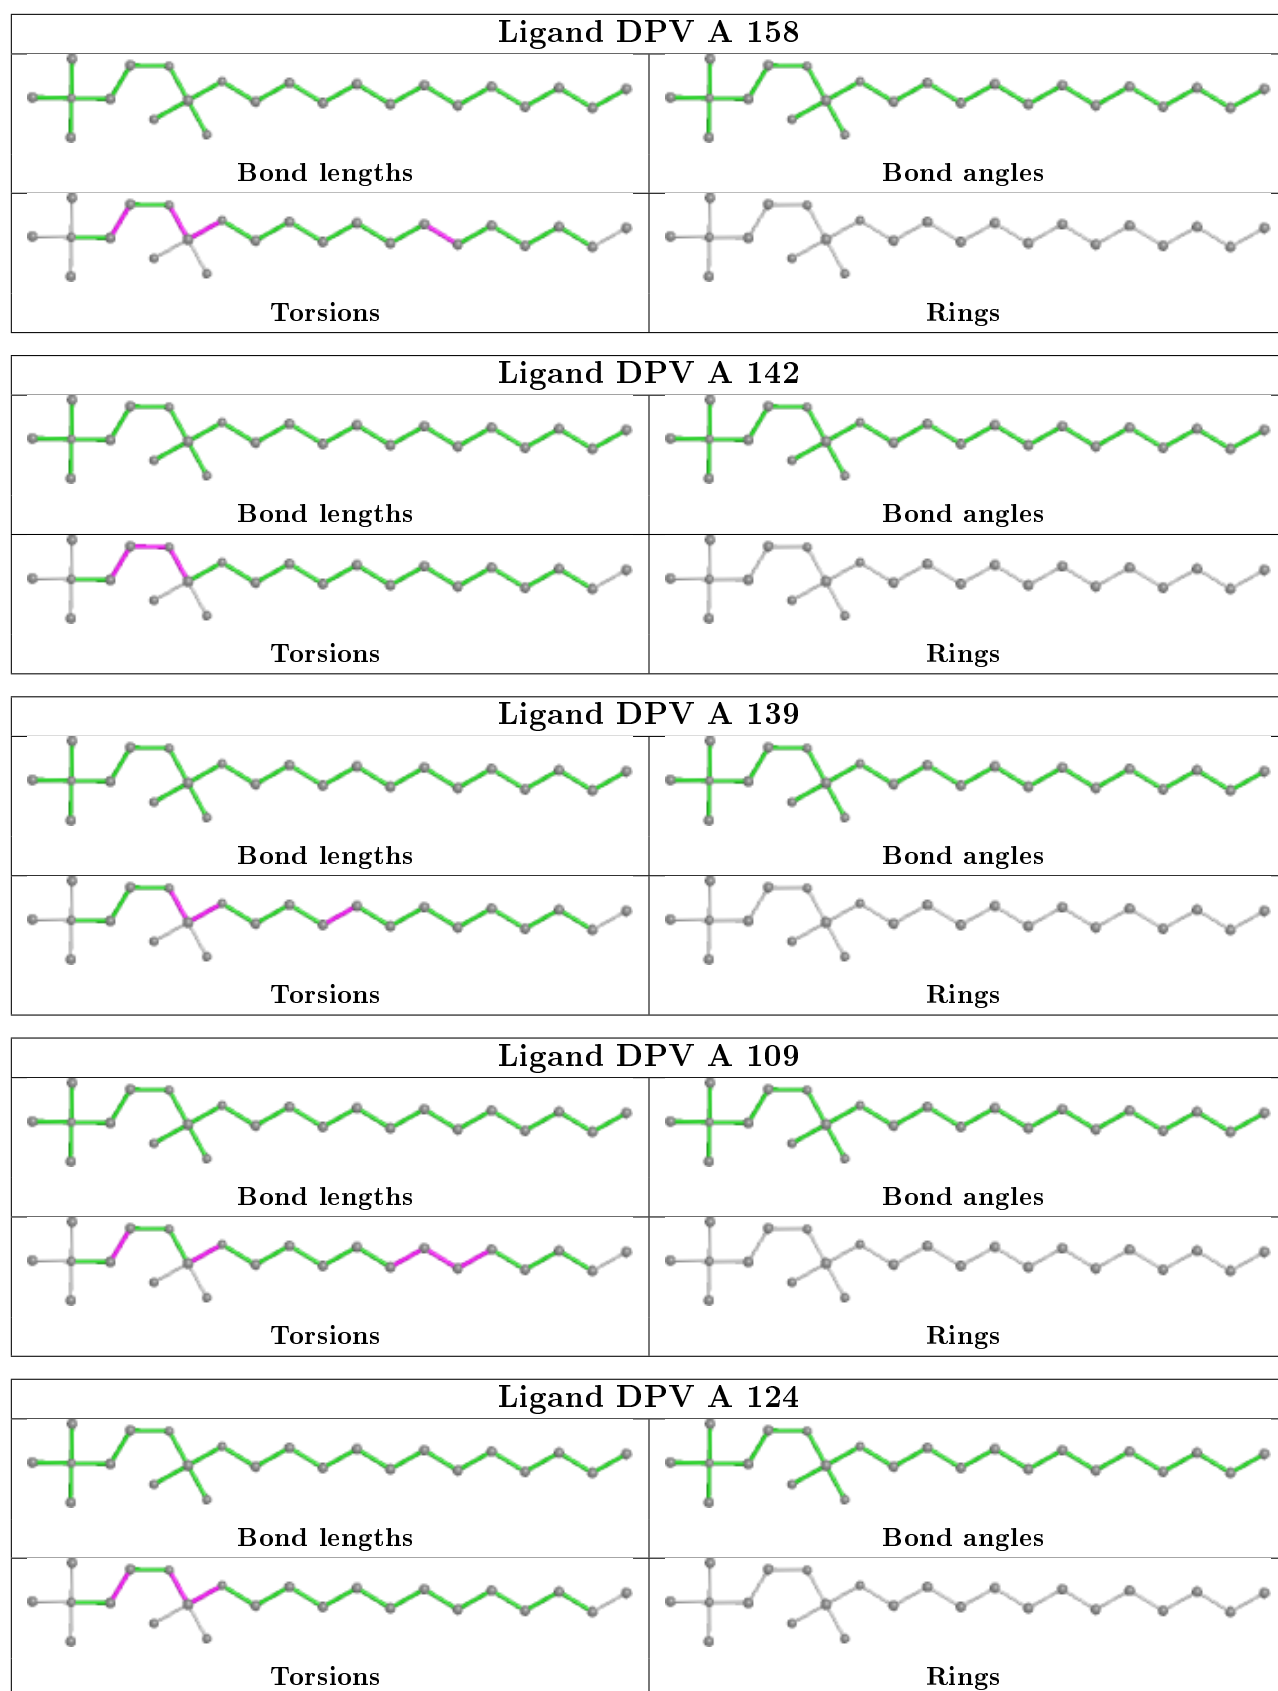 Ligand DPV A 158
Bond lengths
Bond angles
Torsions
Rings
Ligand DPV A 142
Bond lengths
Bond angles
Torsions
Rings
Ligand DPV A 139
Bond lengths
Bond angles
Torsions
Rings
Ligand DPV A 109
Bond lengths
Bond angles
Torsions
Rings
Ligand DPV A 124
Bond lengths
Bond angles
Torsions
Rings